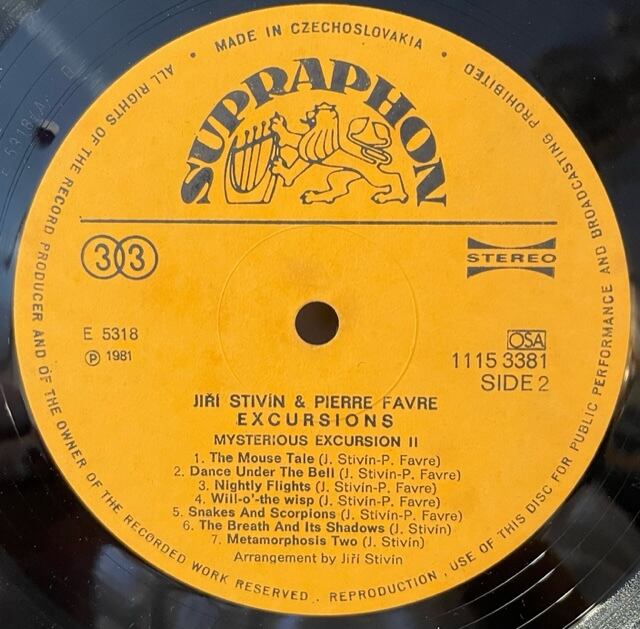 MADE IN CZECHOSLOVAKIA
SUPRAPHON
33
STEREO
E 5318
℗ 1981
OSA
1115 3381
SIDE 2
JIŘÍ STIVÍN & PIERRE FAVRE
EXCURSIONS
MYSTERIOUS EXCURSION II
1. The Mouse Tale (J. Stivín-P. Favre)
2. Dance Under The Bell (J. Stivín-P. Favre)
3. Nightly Flights (J. Stivín-P. Favre)
4. Will-o'-the wisp (J. Stivín-P. Favre)
5. Snakes And Scorpions (J. Stivín-P. Favre)
6. The Breath And Its Shadows (J. Stivín)
7. Metamorphosis Two (J. Stivín)
Arrangement by Jiří Stivín
ALL RIGHTS OF THE RECORD PRODUCER AND OF THE OWNER OF THE RECORDED WORK RESERVED . REPRODUCTION , USE OF THIS DISC FOR PUBLIC PERFORMANCE AND BROADCASTING PROHIBITED